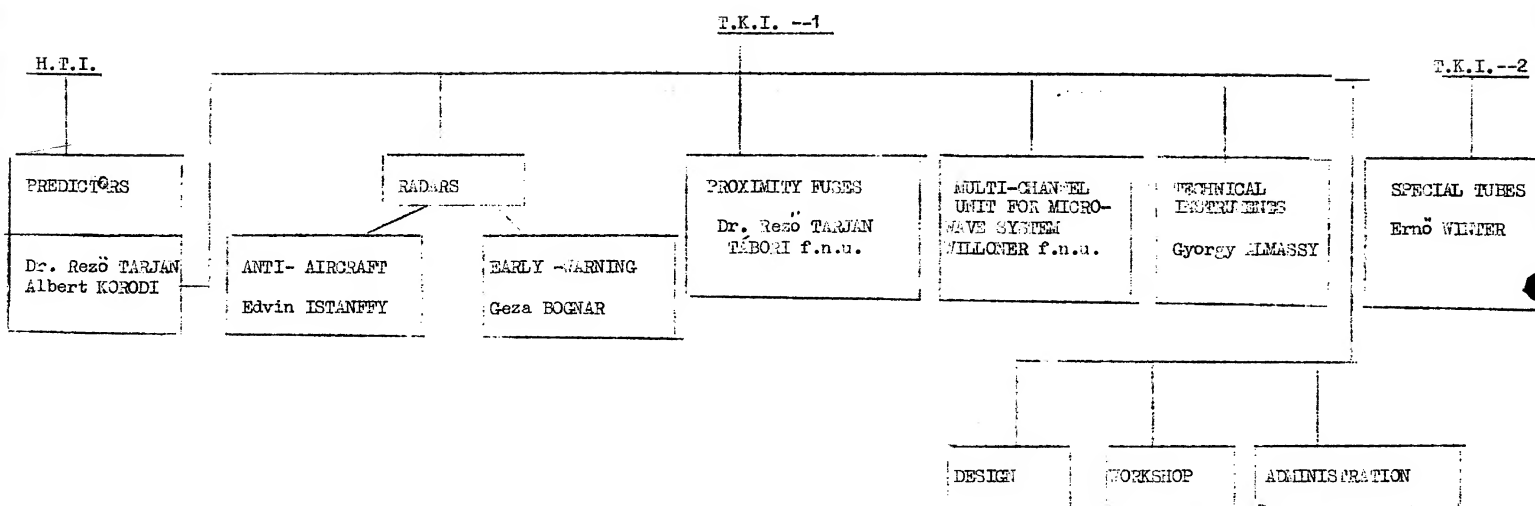 T.K.I. --1
H.T.I.
T.K.I.--2
PREDICTORS
Dr. Rezö TARJAN
Albert KORODI
RADARS
ANTI- AIRCRAFT
Edvin ISTANFFY
EARLY -WARNING
Geza BOGNAR
PROXIMITY FUSES
Dr. Rezö TARJAN
TÁBORI f.n.u.
MULTI-CHANNEL
UNIT FOR MICRO-
WAVE SYSTEM
WILLONER f.n.u.
TECHNICAL
INSTRUMENTS
Gyorgy ALMASSY
SPECIAL TUBES
Ernö WINTER
DESIGN
WORKSHOP
ADMINISTRATION